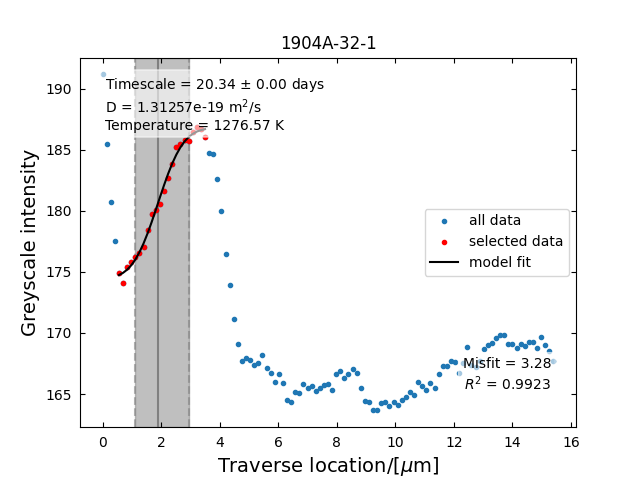 1904A-32-1
Timescale = 20.34 ± 0.00 days
D = 1.31257e-19 m²/s
Temperature = 1276.57 K
Greyscale intensity
190
185
180
175
170
165
all data
selected data
model fit
Misfit = 3.28
R² = 0.9923
0 2 4 6 8 10 12 14 16
Traverse location/[μm]